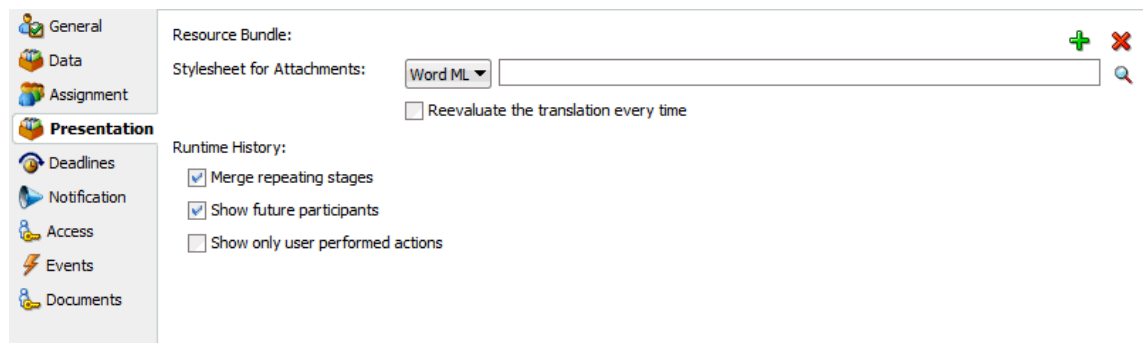 General
Data
Assignment
Presentation
Deadlines
Notification
Access
Events
Documents
Resource Bundle:
Stylesheet for Attachments:
Word ML
Reevaluate the translation every time
Runtime History:
Merge repeating stages
Show future participants
Show only user performed actions